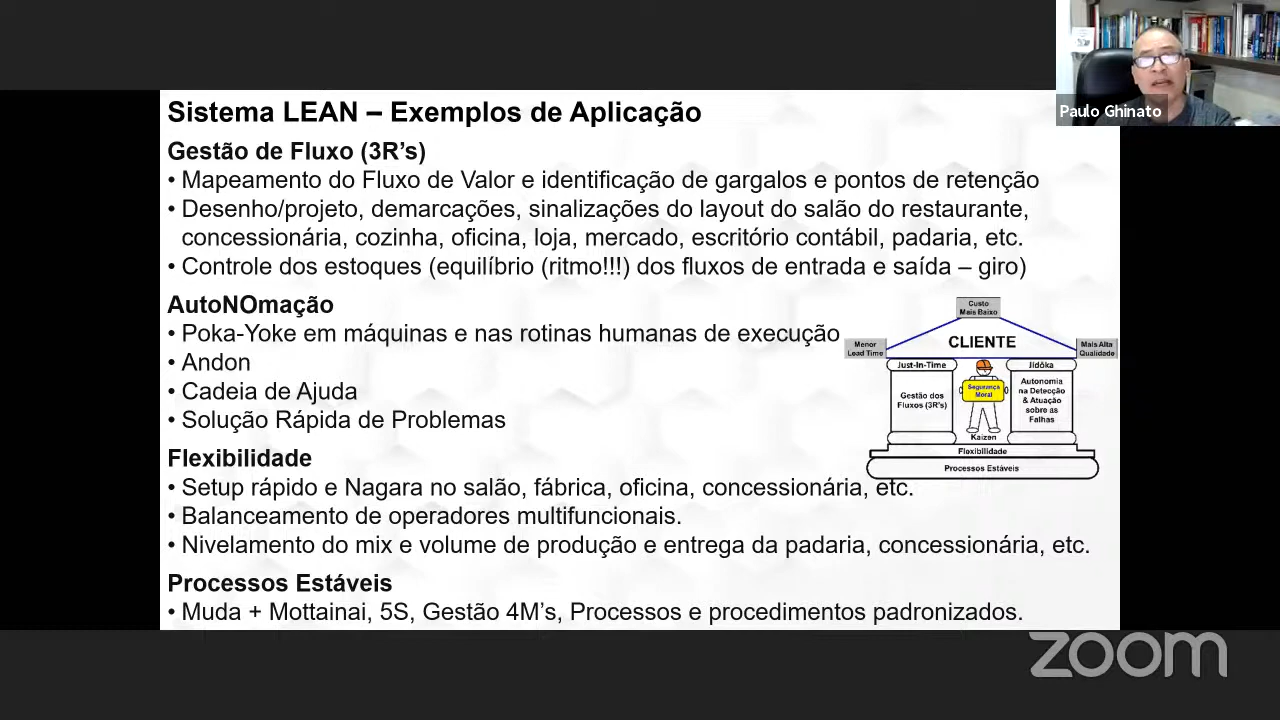 Sistema LEAN – Exemplos de Aplicação
Gestão de Fluxo (3R’s)
• Mapeamento do Fluxo de Valor e identificação de gargalos e pontos de retenção
• Desenho/projeto, demarcações, sinalizações do layout do salão do restaurante,
concessionária, cozinha, oficina, loja, mercado, escritório contábil, padaria, etc.
• Controle dos estoques (equilíbrio (ritmo!!!) dos fluxos de entrada e saída – giro)
AutoNOmação
• Poka-Yoke em máquinas e nas rotinas humanas de execução
• Andon
• Cadeia de Ajuda
• Solução Rápida de Problemas
Flexibilidade
• Setup rápido e Nagara no salão, fábrica, oficina, concessionária, etc.
• Balanceamento de operadores multifuncionais.
• Nivelamento do mix e volume de produção e entrega da padaria, concessionária, etc.
Processos Estáveis
• Muda + Mottainai, 5S, Gestão 4M’s, Processos e procedimentos padronizados.
Custo
Mais Baixo
Menor
Lead Time
CLIENTE
Mais Alta
Qualidade
Just-In-Time
Jidôka
Gestão dos
Fluxos (3R's)
Segurança
Moral
Autonomia
na Detecção
& Atuação
sobre as
Falhas
Kaizen
Flexibilidade
Processos Estáveis
Paulo Ghinato
zoom